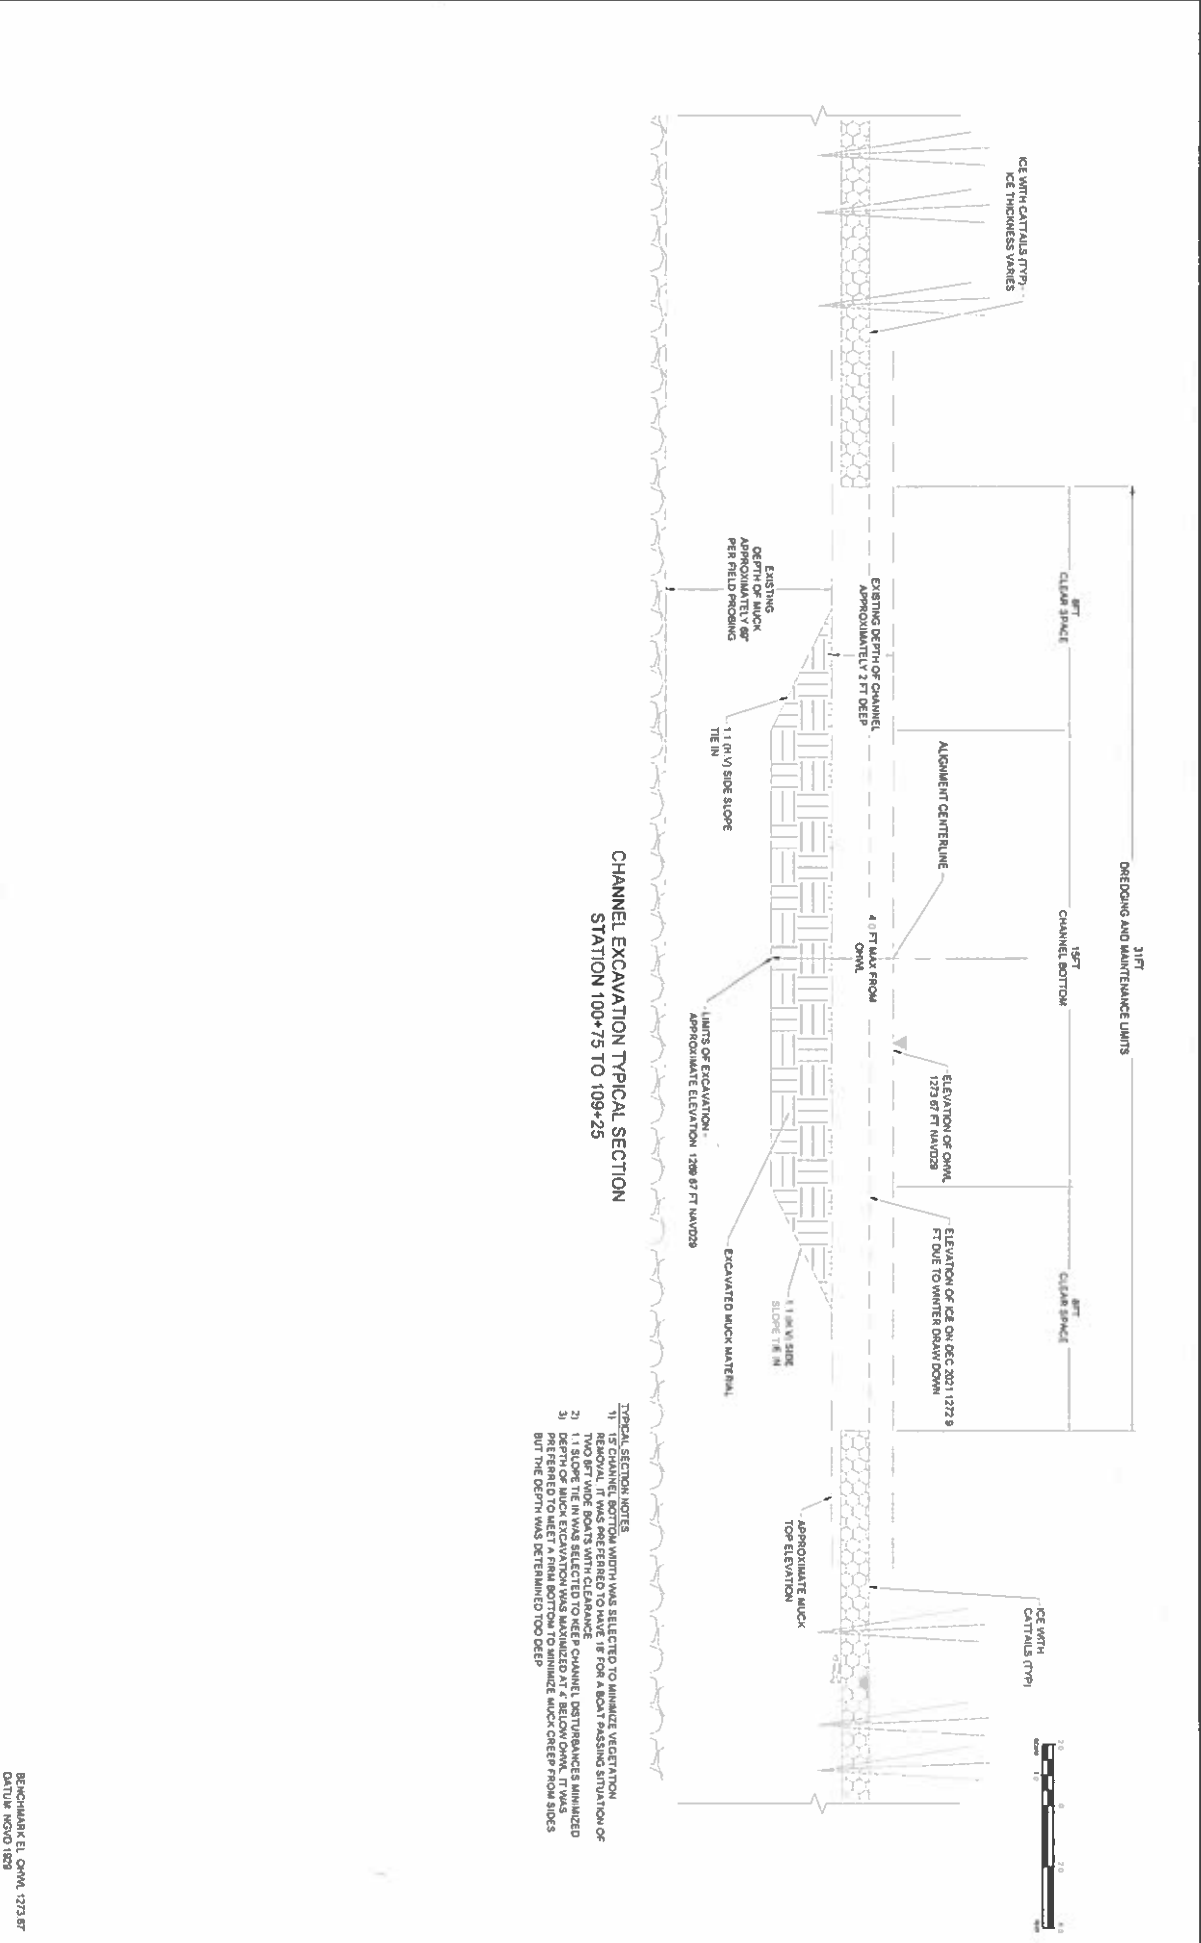 31FT
DREDGING AND MAINTENANCE LIMITS
8FT
CLEAR SPACE
15FT
CHANNEL BOTTOM
8FT
CLEAR SPACE
ICE WITH CATTAILS (TYP) -
ICE THICKNESS VARIES
ALIGNMENT CENTERLINE
ELEVATION OF OHWL
1273.67 FT NAVD29
ELEVATION OF ICE ON DEC 2021 1272.9
FT DUE TO WINTER DRAW DOWN
ICE WITH
CATTAILS (TYP)
EXISTING DEPTH OF CHANNEL
APPROXIMATELY 2 FT DEEP
4.0 FT MAX FROM
OHWL
APPROXIMATE MUCK
TOP ELEVATION
EXISTING
DEPTH OF MUCK
APPROXIMATELY 69"
PER FIELD PROBING
1:1 (H:V) SIDE SLOPE
TIE IN
LIMITS OF EXCAVATION -
APPROXIMATE ELEVATION 1269.67 FT NAVD29
EXCAVATED MUCK MATERIAL
1:1 (H:V) SIDE
SLOPE TIE IN
CHANNEL EXCAVATION TYPICAL SECTION
STATION 100+75 TO 109+25
TYPICAL SECTION NOTES
1) 15' CHANNEL BOTTOM WIDTH WAS SELECTED TO MINIMIZE VEGETATION
REMOVAL. IT WAS PREFERRED TO HAVE 18' FOR A BOAT PASSING SITUATION OF
TWO 8FT WIDE BOATS WITH CLEARANCE
2) 1:1 SLOPE TIE IN WAS SELECTED TO KEEP CHANNEL DISTURBANCES MINIMIZED
3) DEPTH OF MUCK EXCAVATION WAS MAXIMIZED AT 4' BELOW OHWL. IT WAS
PREFERRED TO MEET A FIRM BOTTOM TO MINIMIZE MUCK CREEP FROM SIDES
BUT THE DEPTH WAS DETERMINED TOO DEEP
BENCHMARK EL. OHWL 1273.67
DATUM: NGVD 1929